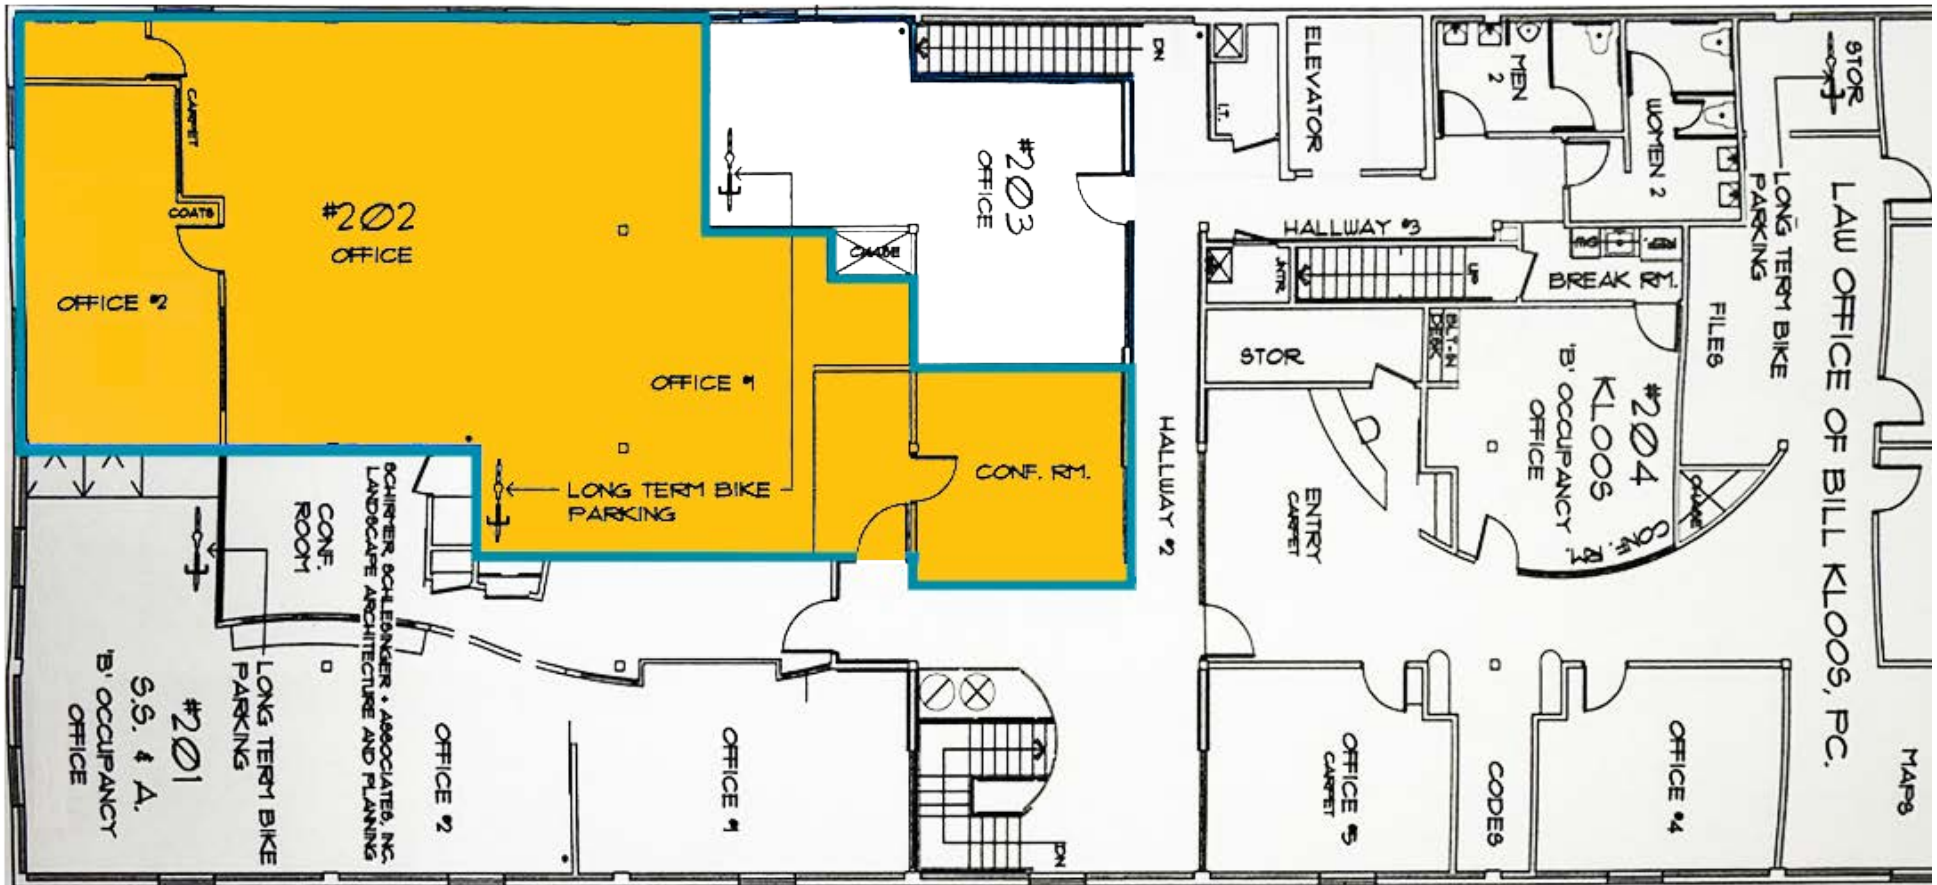 CARPET
COATS
#202
OFFICE
OFFICE #2
OFFICE #1
LONG TERM BIKE
PARKING
CONF. RM.
#203
OFFICE
CHASE
DN
I.T.
ELEVATOR
MEN
2
WOMEN 2
STOR
LONG TERM BIKE
PARKING
LAW OFFICE OF BILL KLOOS, PC.
HALLWAY #3
JNTR.
UP
BREAK RM.
REF.
FILES
STOR
BLT-IN
DESK
#204
KLOOS
'B' OCCUPANCY
OFFICE
CONF. RM.
CHASE
HALLWAY #2
ENTRY
CARPET
CONF.
ROOM
SCHIRMER, SCHLESINGER + ASSOCIATES, INC.
LANDSCAPE ARCHITECTURE AND PLANNING
LONG TERM BIKE
PARKING
#201
S.S. & A.
'B' OCCUPANCY
OFFICE
OFFICE #2
OFFICE #1
DN
OFFICE #5
CARPET
CODES
OFFICE #4
MAPS